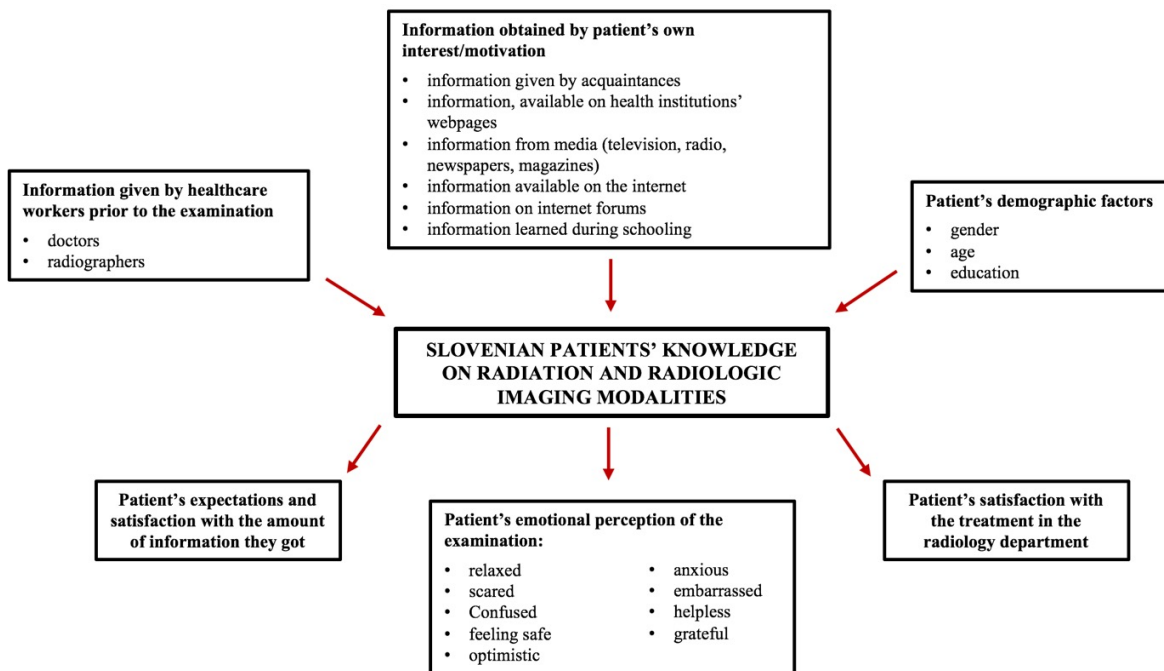 Information obtained by patient's own
interest/motivation
• information given by acquaintances
• information, available on health institutions'
webpages
• information from media (television, radio,
newspapers, magazines)
• information available on the internet
• information on internet forums
• information learned during schooling
Information given by healthcare
workers prior to the examination
• doctors
• radiographers
Patient's demographic factors
• gender
• age
• education
SLOVENIAN PATIENTS' KNOWLEDGE
ON RADIATION AND RADIOLOGIC
IMAGING MODALITIES
Patient's expectations and
satisfaction with the amount
of information they got
Patient's emotional perception of the
examination:
• relaxed
• scared
• Confused
• feeling safe
• optimistic
• anxious
• embarrassed
• helpless
• grateful
Patient's satisfaction with
the treatment in the
radiology department